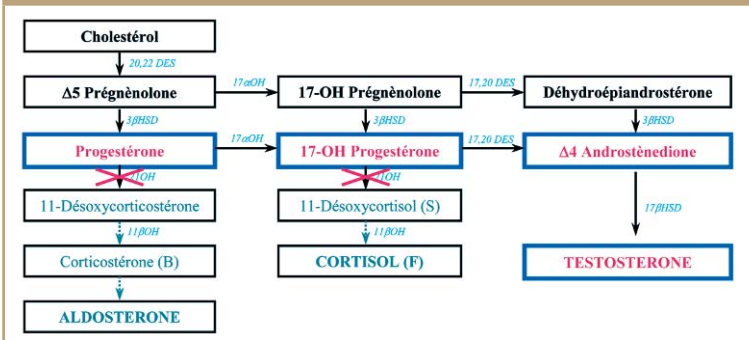 Cholestérol
20,22 DES
Δ5 Prégnènolone
17αOH
17-OH Prégnènolone
17,20 DES
Déhydroépiandrostérone
3βHSD
3βHSD
3βHSD
Progestérone
17αOH
17-OH Progestérone
17,20 DES
Δ4 Androstènedione
21OH
21OH
11-Désoxycorticostérone
11-Désoxycortisol (S)
17βHSD
11βOH
11βOH
Corticostérone (B)
CORTISOL (F)
TESTOSTERONE
ALDOSTERONE